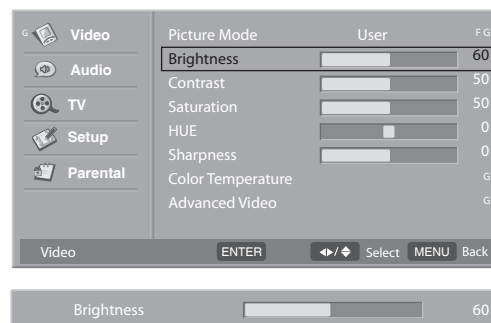 G Video
Audio
TV
Setup
Parental
Picture Mode User F G
Brightness 60
Contrast 50
Saturation 50
HUE 0
Sharpness 0
Color Temperature G
Advanced Video G
Video ENTER / Select MENU Back
Brightness 60